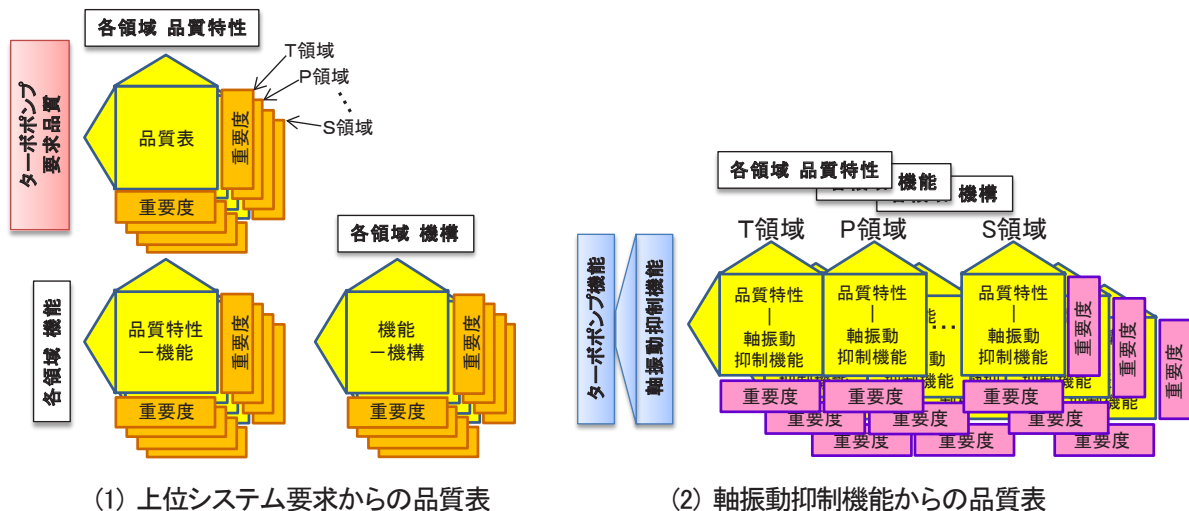 各領域 品質特性
T領域
P領域
S領域
ターボポンプ
要求品質
品質表
重要度
重要度
各領域 機能
品質特性
－機能
重要度
重要度
各領域 機構
機能
－機構
重要度
重要度
(1) 上位システム要求からの品質表
各領域 品質特性
機能
機構
T領域
P領域
S領域
ターボポンプ機能
軸振動抑制機能
品質特性
｜
軸振動
抑制機能
品質特性
｜
軸振動
抑制機能
…
品質特性
｜
軸振動
抑制機能
重要度
重要度
重要度
重要度
重要度
重要度
重要度
重要度
重要度
重要度
重要度
重要度
(2) 軸振動抑制機能からの品質表